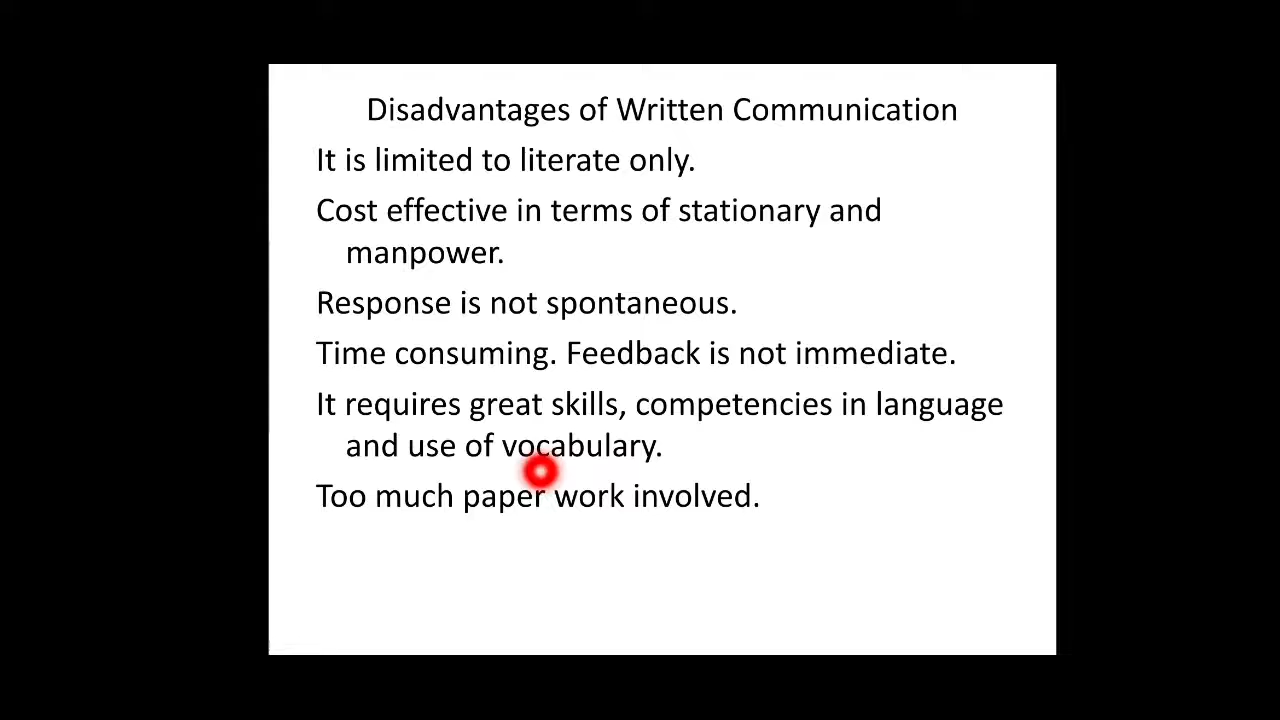 Disadvantages of Written Communication
It is limited to literate only.
Cost effective in terms of stationary and
manpower.
Response is not spontaneous.
Time consuming. Feedback is not immediate.
It requires great skills, competencies in language
and use of vocabulary.
Too much paper work involved.